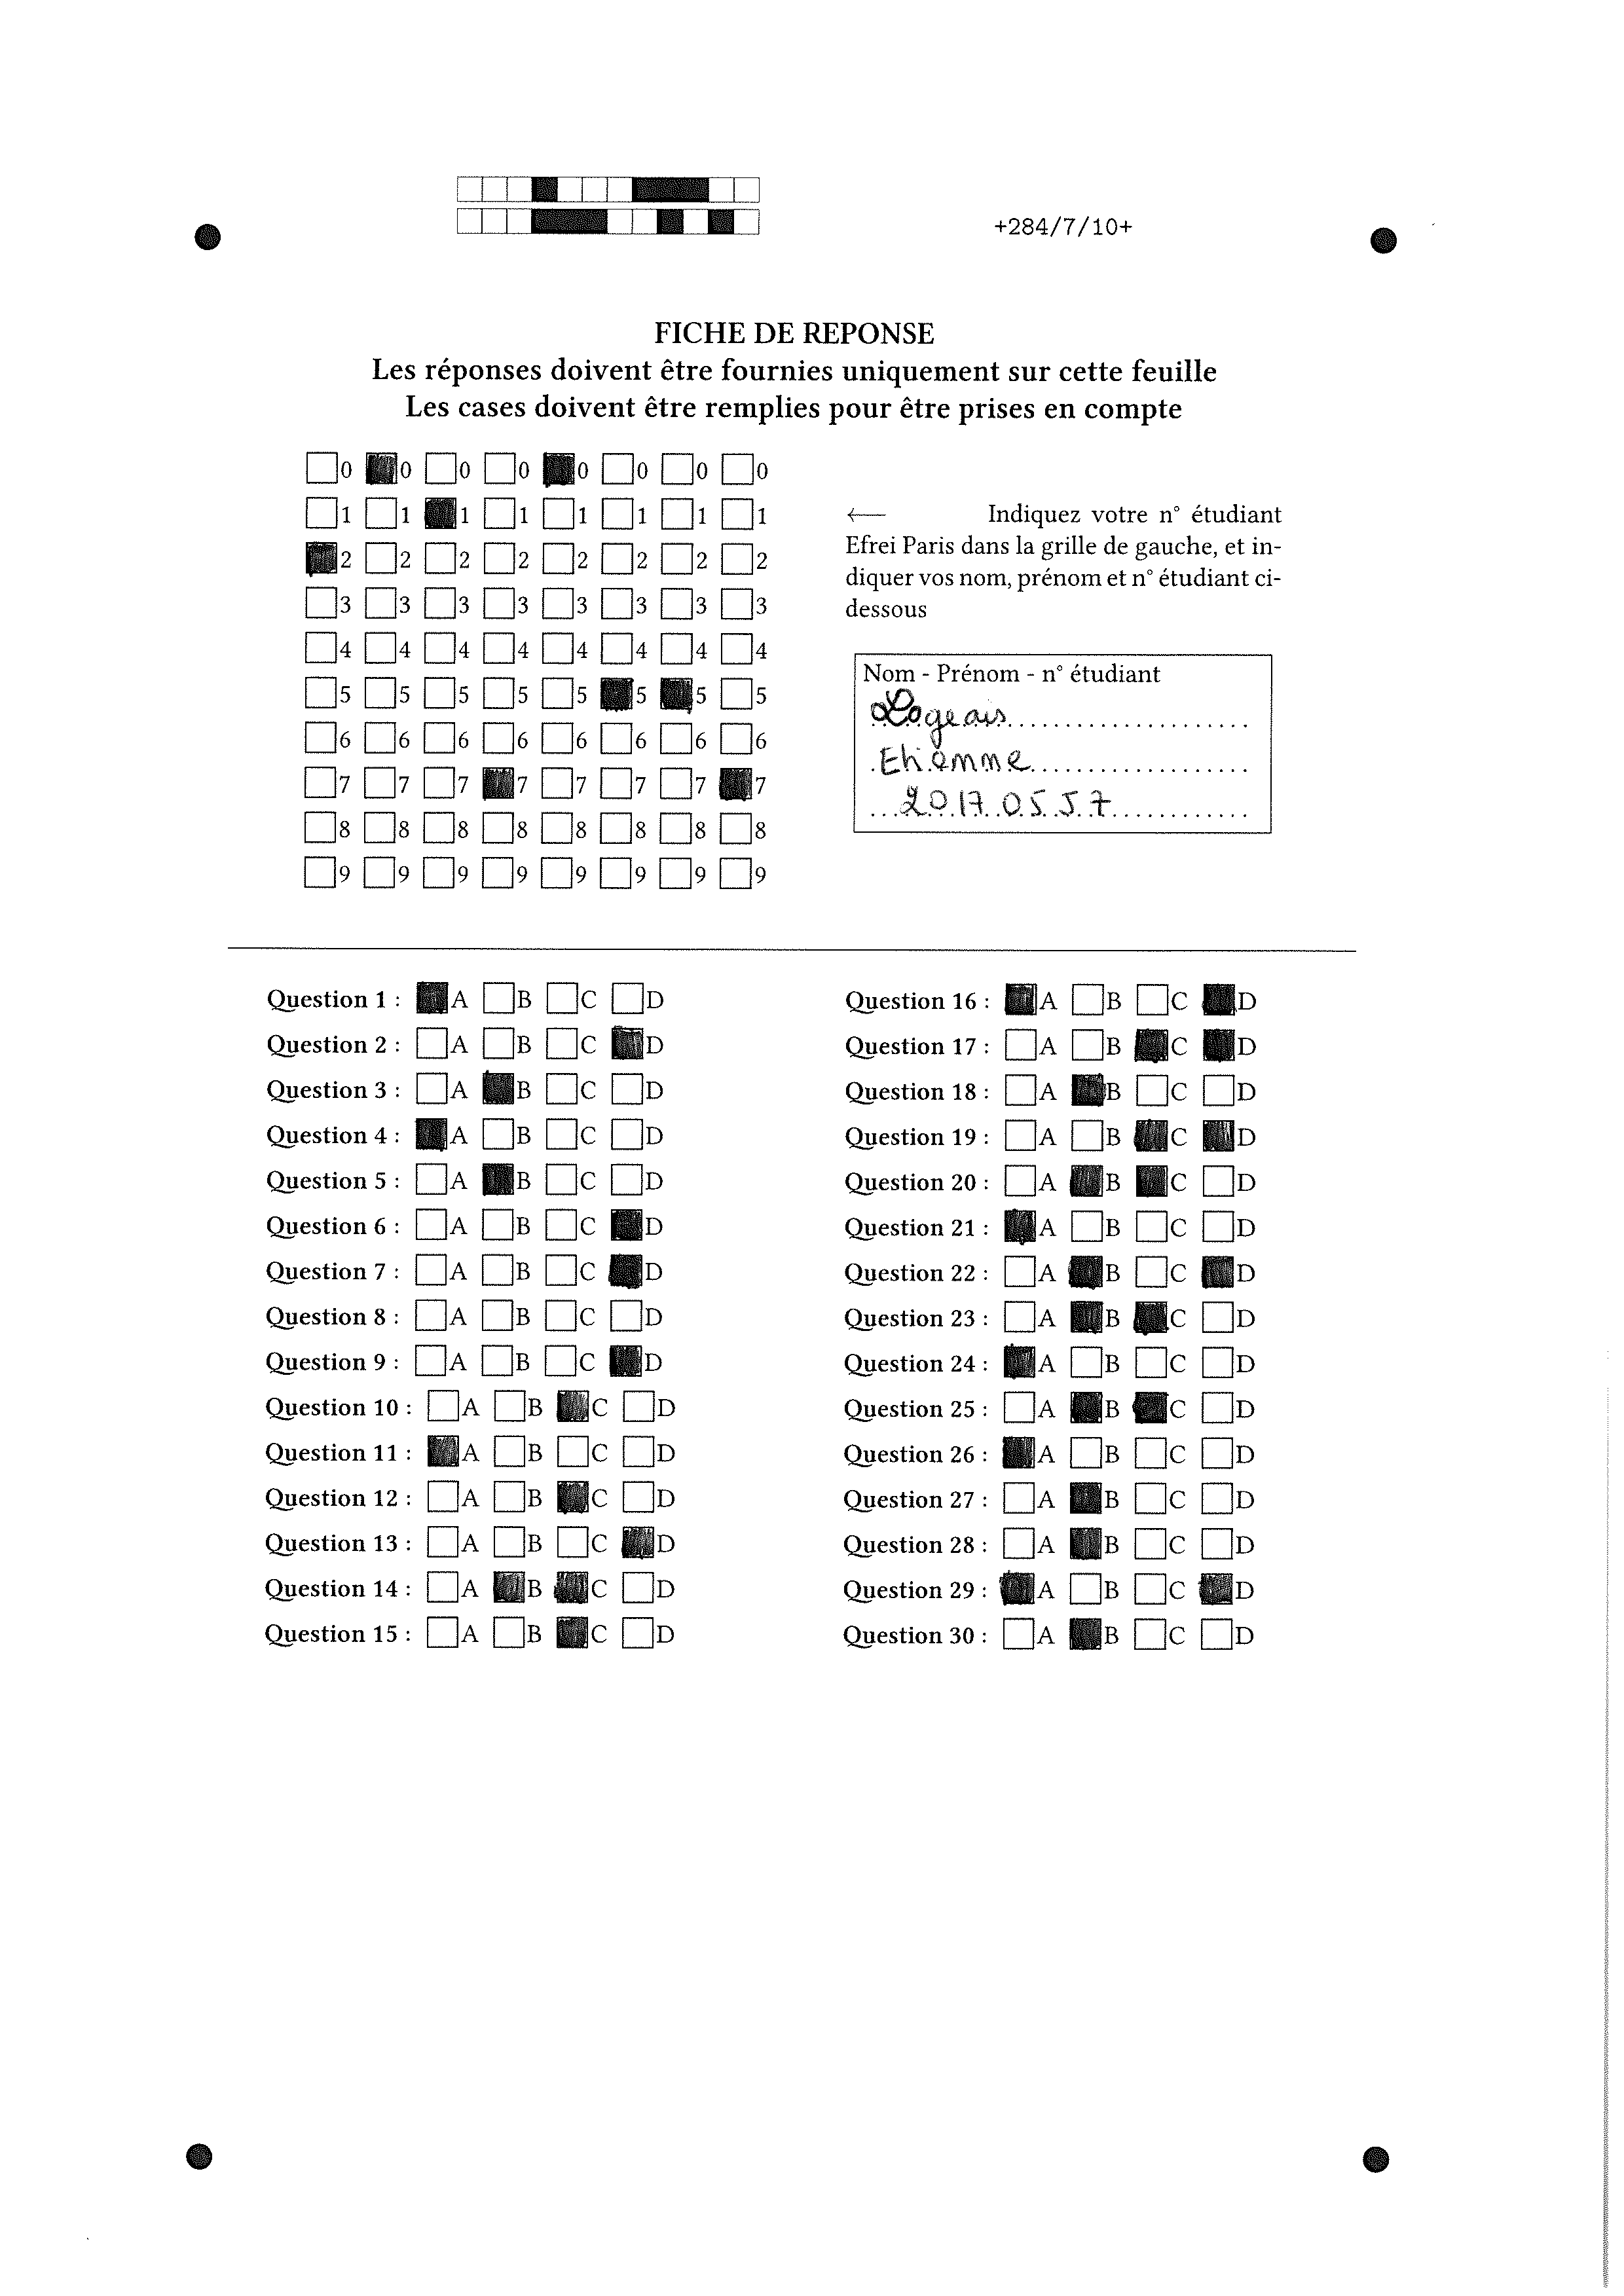 +284/7/10+
FICHE DE REPONSE
Les réponses doivent être fournies uniquement sur cette feuille
Les cases doivent être remplies pour être prises en compte
0 0 0 0 0 0 0 0
1 1 1 1 1 1 1 1
2 2 2 2 2 2 2 2
3 3 3 3 3 3 3 3
4 4 4 4 4 4 4 4
5 5 5 5 5 5 5 5
6 6 6 6 6 6 6 6
7 7 7 7 7 7 7 7
8 8 8 8 8 8 8 8
9 9 9 9 9 9 9 9
← Indiquez votre n° étudiant
Efrei Paris dans la grille de gauche, et in-
diquer vos nom, prénom et n° étudiant ci-
dessous
Nom - Prénom - n° étudiant
Logeais
Etienne
20170557
Question 1 : A B C D
Question 2 : A B C D
Question 3 : A B C D
Question 4 : A B C D
Question 5 : A B C D
Question 6 : A B C D
Question 7 : A B C D
Question 8 : A B C D
Question 9 : A B C D
Question 10 : A B C D
Question 11 : A B C D
Question 12 : A B C D
Question 13 : A B C D
Question 14 : A B C D
Question 15 : A B C D
Question 16 : A B C D
Question 17 : A B C D
Question 18 : A B C D
Question 19 : A B C D
Question 20 : A B C D
Question 21 : A B C D
Question 22 : A B C D
Question 23 : A B C D
Question 24 : A B C D
Question 25 : A B C D
Question 26 : A B C D
Question 27 : A B C D
Question 28 : A B C D
Question 29 : A B C D
Question 30 : A B C D